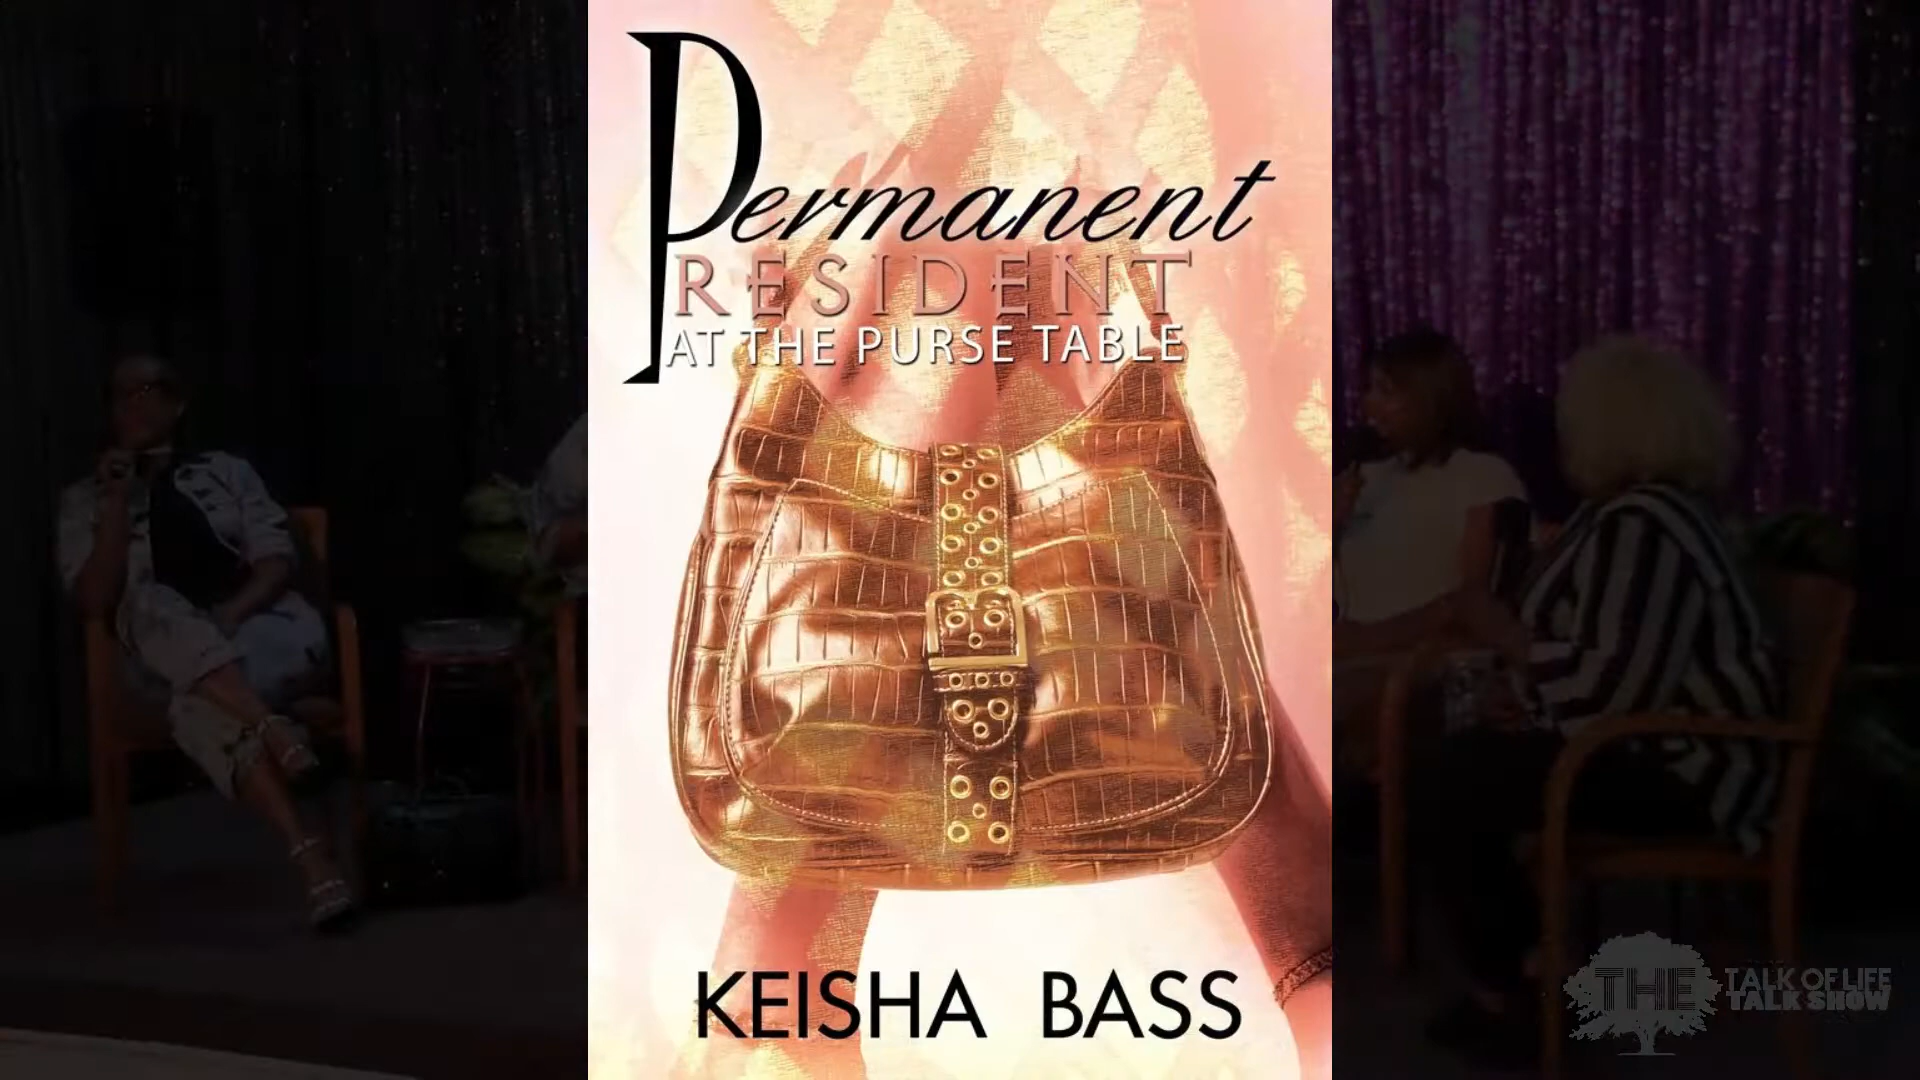 Permanent
RESIDENT
AT THE PURSE TABLE
KEISHA BASS
THE
TALK OF LIFE
TALK SHOW